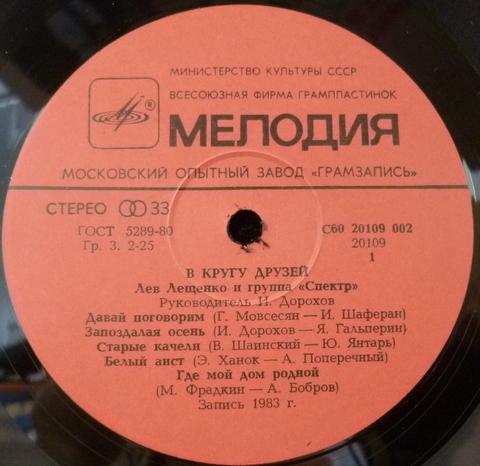 МИНИСТЕРСТВО КУЛЬТУРЫ СССР
ВСЕСОЮЗНАЯ ФИРМА ГРАМПЛАСТИНОК
®
МЕЛОДИЯ
МОСКОВСКИЙ ОПЫТНЫЙ ЗАВОД «ГРАМЗАПИСЬ»
СТЕРЕО 33
ГОСТ 5289-80
Гр. 3. 2-25
С60 20109 002
20109
1
В КРУГУ ДРУЗЕЙ
Лев Лещенко и группа «Спектр»
Руководитель И. Дорохов
Давай поговорим (Г. Мовсесян — И. Шаферан)
Запоздалая осень (И. Дорохов — Я. Гальперин)
Старые качели (В. Шаинский — Ю. Янтарь)
Белый аист (Э. Ханок — А. Поперечный)
Где мой дом родной
(М. Фрадкин — А. Бобров)
Запись 1983 г.